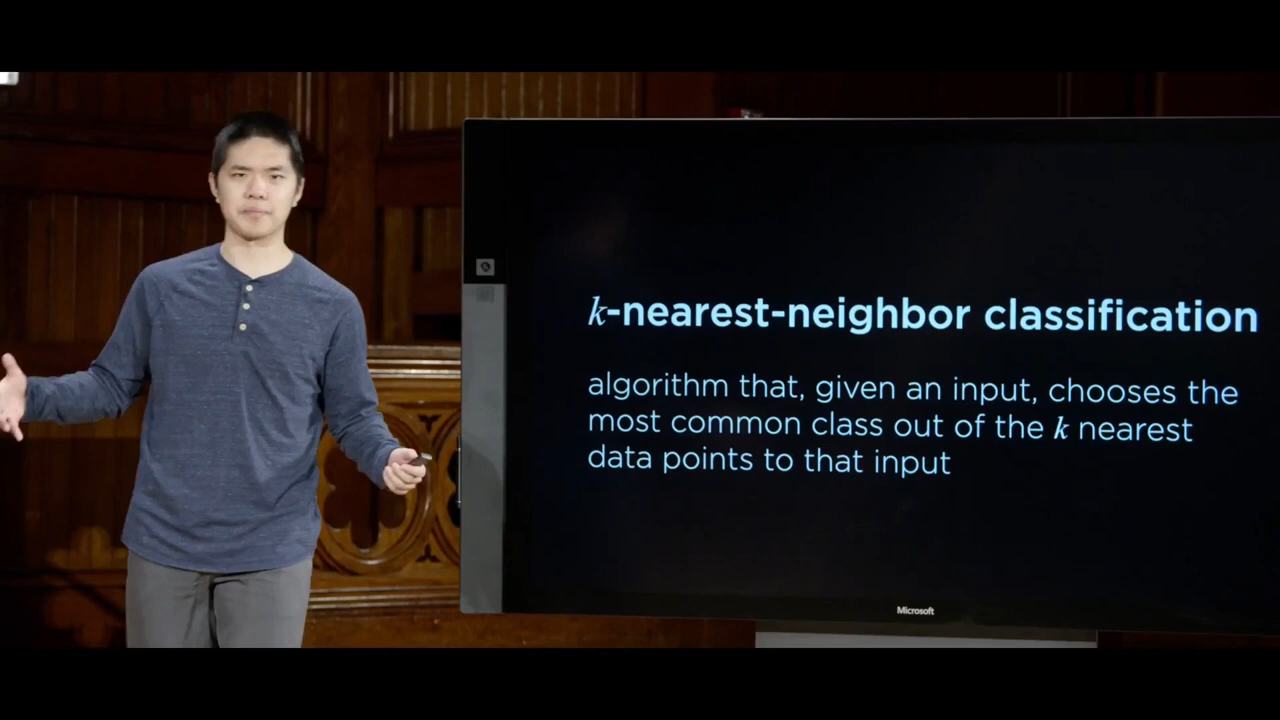 k-nearest-neighbor classification
algorithm that, given an input, chooses the
most common class out of the k nearest
data points to that input
Microsoft